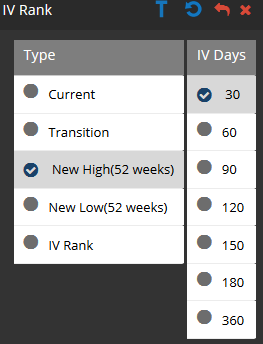 IV Rank
Type
Current
Transition
New High(52 weeks)
New Low(52 weeks)
IV Rank
IV Days
30
60
90
120
150
180
360